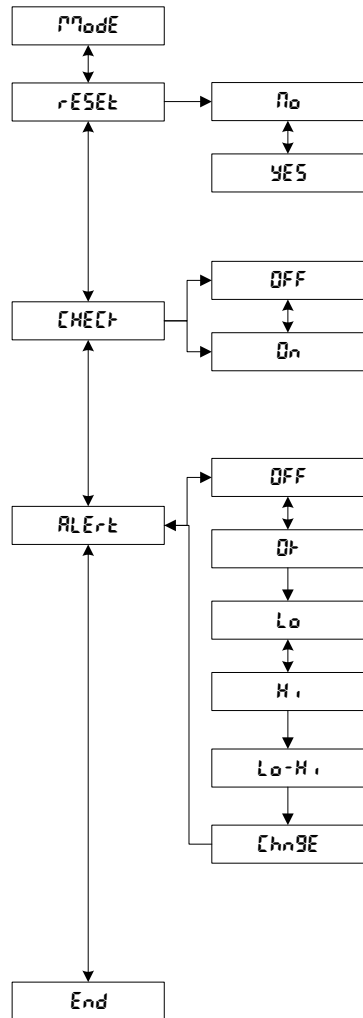 ModE
rESEt
No
YES
CHECk
OFF
On
ALErt
OFF
Ok
Lo
Hi
Lo-Hi
ChngE
End